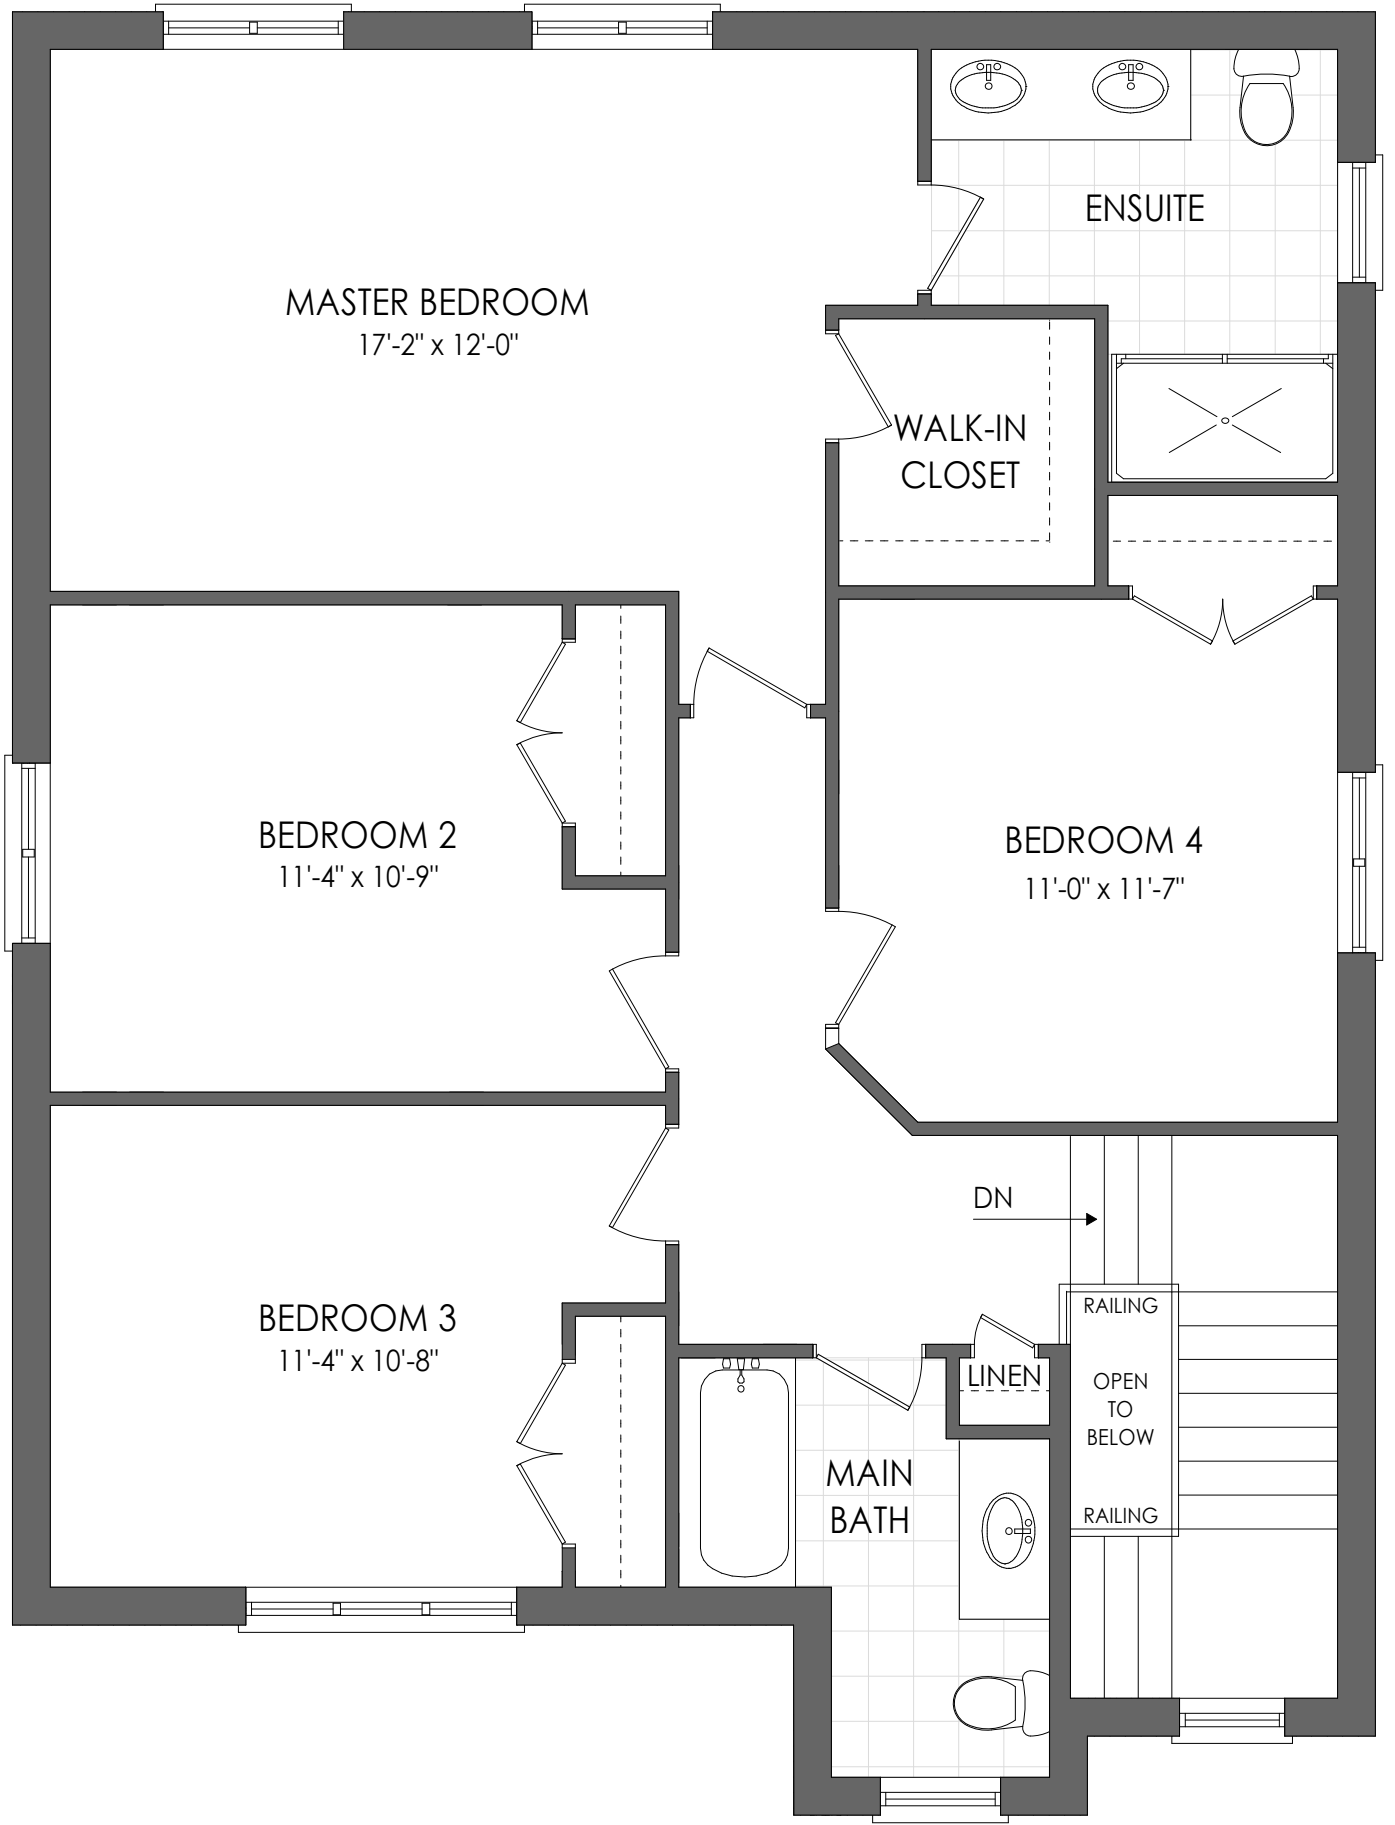 ENSUITE
MASTER BEDROOM
17'-2" x 12'-0"
WALK-IN
CLOSET
BEDROOM 2
11'-4" x 10'-9"
BEDROOM 4
11'-0" x 11'-7"
DN
BEDROOM 3
11'-4" x 10'-8"
RAILING
LINEN
OPEN
TO
BELOW
MAIN
BATH
RAILING